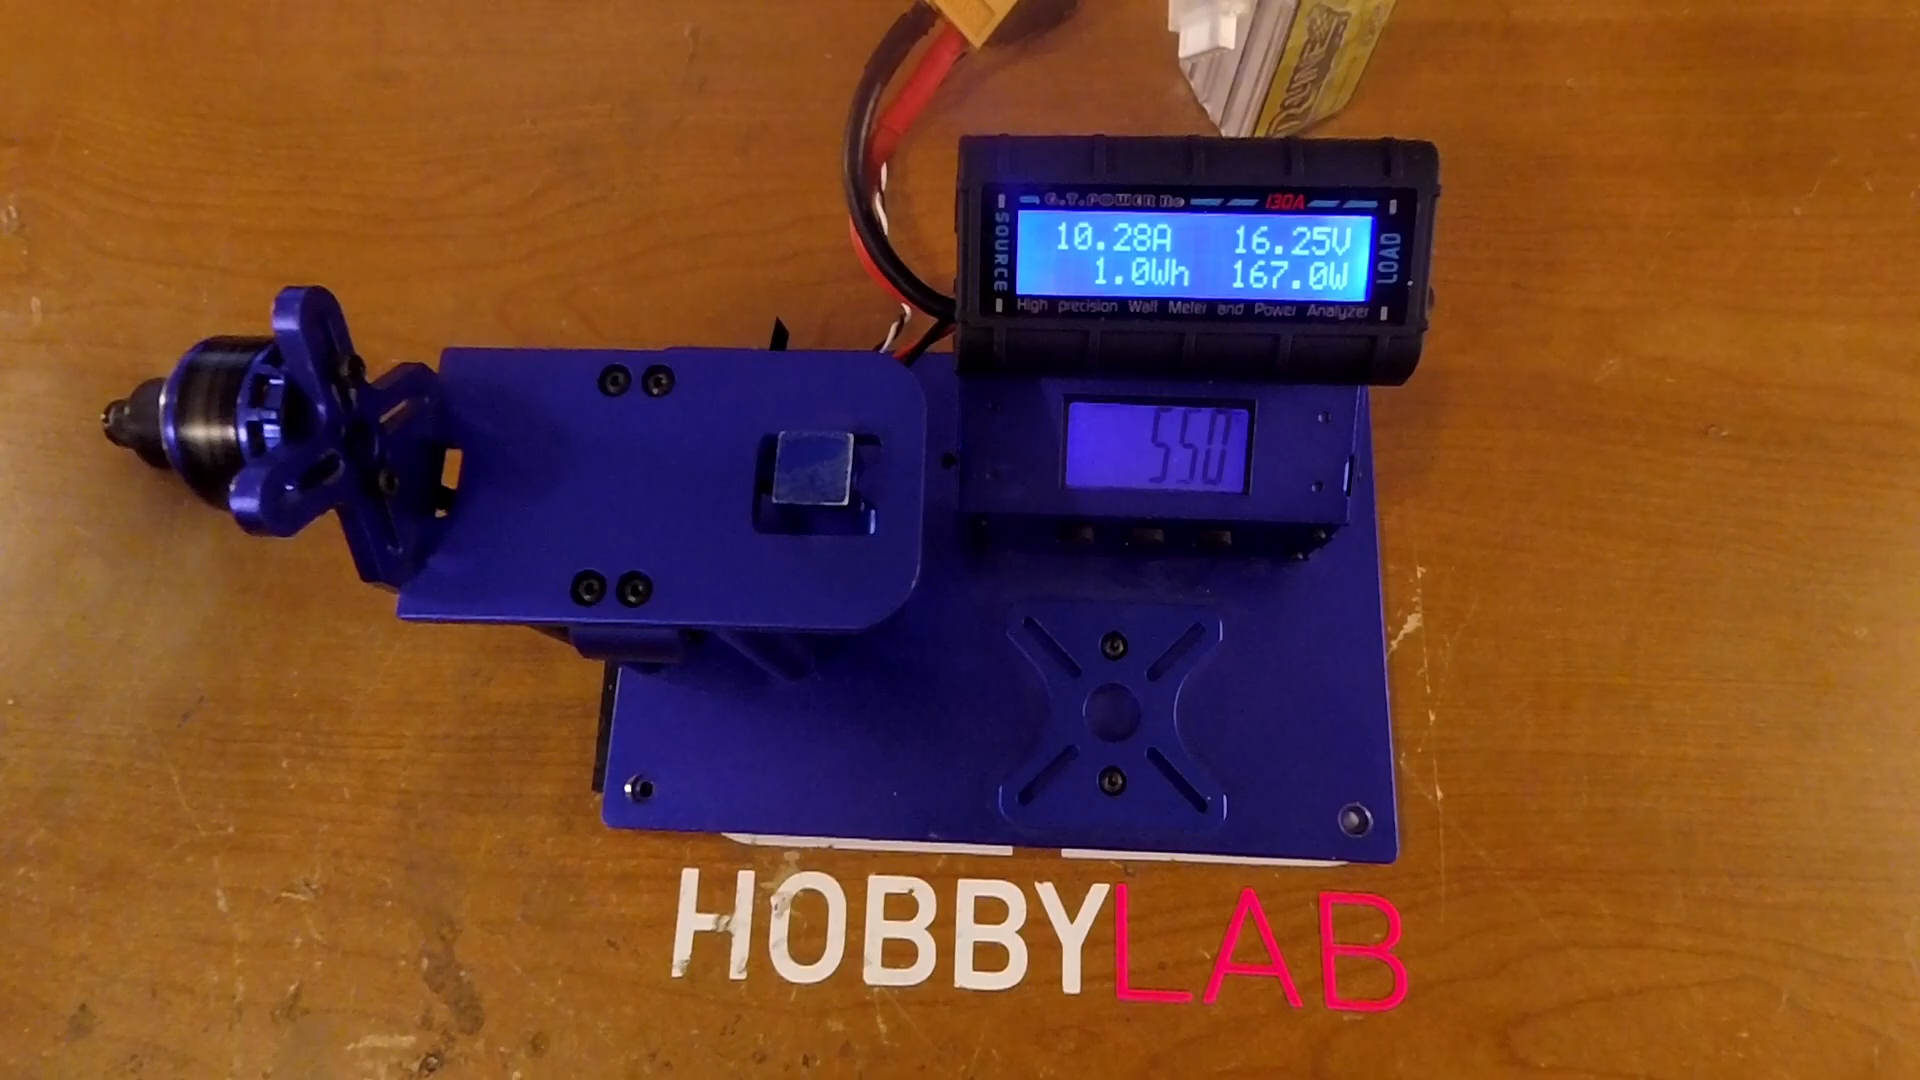 G.T.POWER RC 130A
SOURCE
10.28A 16.25V
1.0Wh 167.0W
LOAD
High precision Watt Meter and Power Analyzer
550
HOBBYLAB